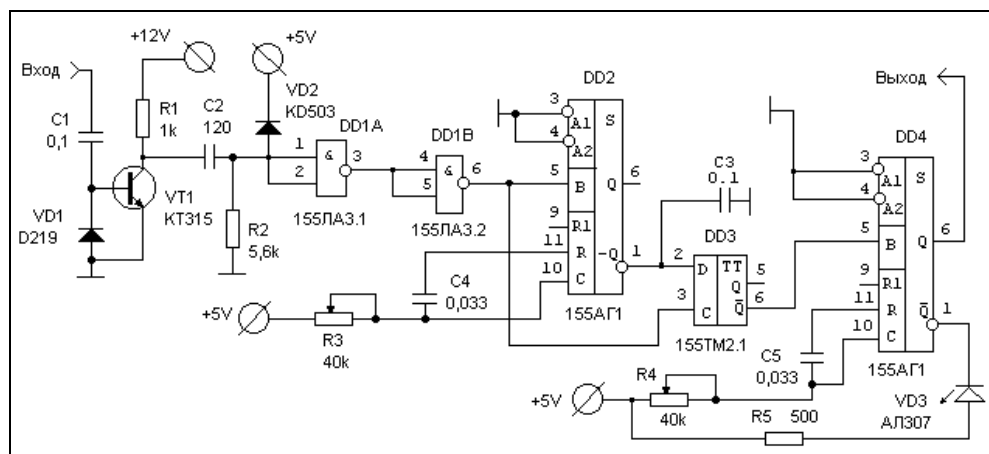 +12V
+5V
Вход
VD2
KD503
DD2
Выход
C1
0,1
R1
1k
C2
120
DD1A
DD1B
DD4
1
2
&
3
4
5
&
6
3
4
A1
A2
S
5
B
Q
6
C3
0.1
3
4
A1
A2
S
VT1
КТ315
155ЛА3.1
155ЛА3.2
VD1
D219
R2
5,6k
9
R1
11
R
10
C
-Q
1
DD3
2
D
TT
5
Q
3
C
Q
6
5
B
Q
6
9
R1
11
R
10
C
Q
1
C4
0,033
155АГ1
155ТМ2.1
+5V
R3
40k
C5
0,033
155АГ1
+5V
R4
40k
R5
500
VD3
АЛ307